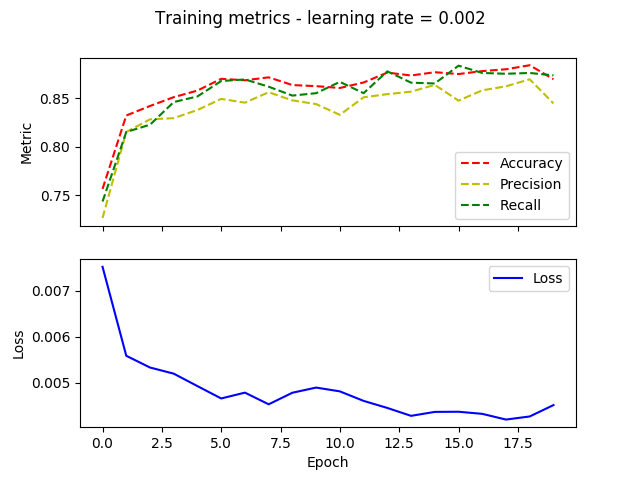 Training metrics - learning rate = 0.002
0.85
0.80
0.75
Metric
Accuracy
Precision
Recall
0.007
0.006
0.005
Loss
Loss
0.0
2.5
5.0
7.5
10.0
12.5
15.0
17.5
Epoch